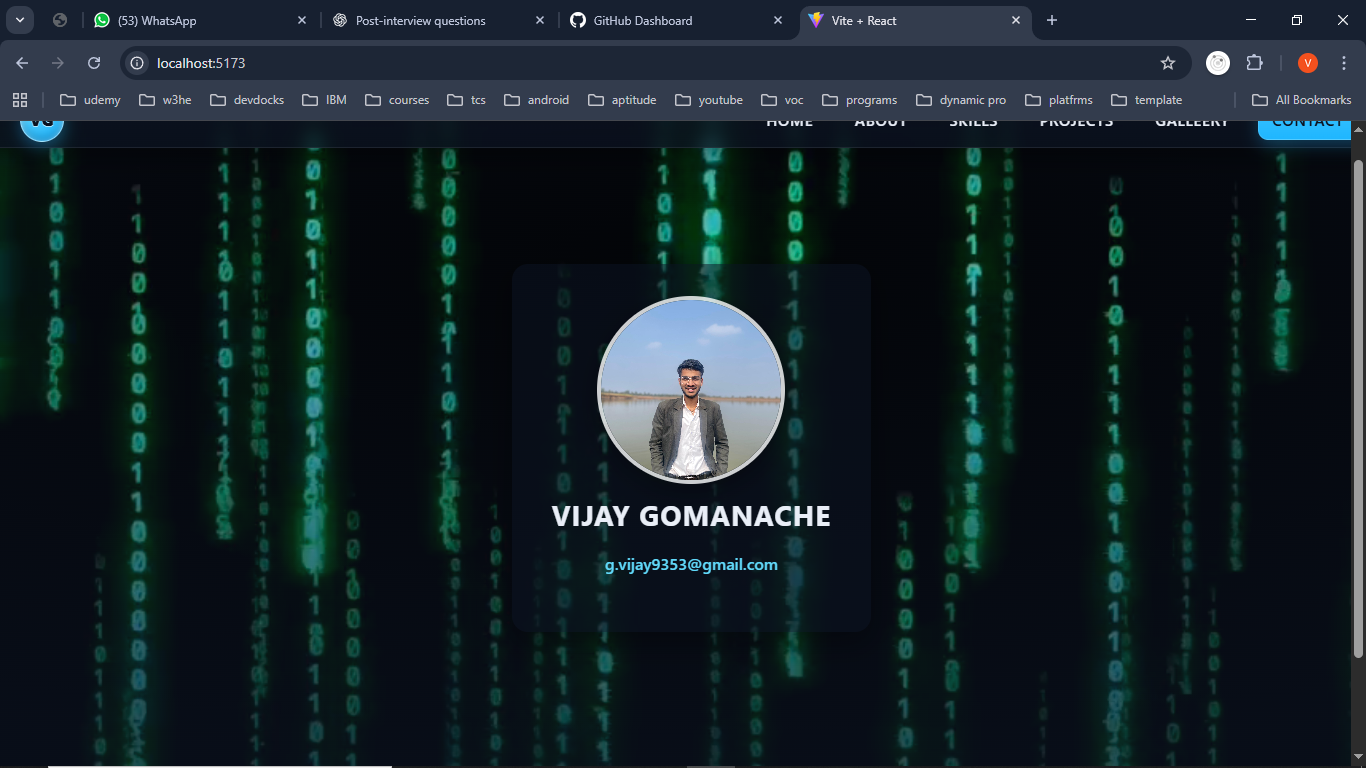 (53) WhatsApp
Post-interview questions
GitHub Dashboard
Vite + React
localhost:5173
V
udemy
w3he
devdocks
IBM
courses
tcs
android
aptitude
youtube
voc
programs
dynamic pro
platfrms
template
All Bookmarks
VG
HOME
ABOUT
SKILLS
PROJECTS
GALLEERY
CONTACT
VIJAY GOMANACHE
g.vijay9353@gmail.com